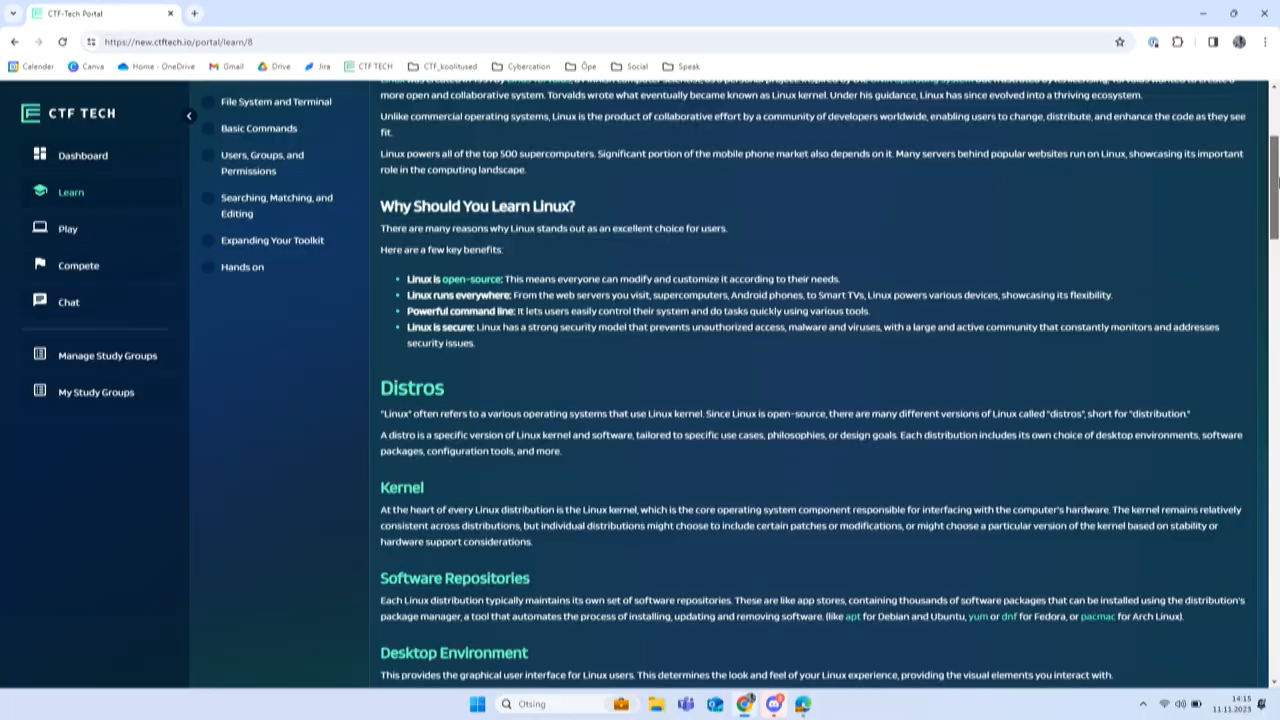 CTF-Tech Portal
https://new.ctftech.io/portal/learn/8
Calender
Canva
Home - OneDrive
Gmail
Drive
Jira
CTF TECH
CTF_koolitused
Cybercation
Õpe
Social
Speak
CTF TECH
Dashboard
Learn
Play
Compete
Chat
Manage Study Groups
My Study Groups
File System and Terminal
Basic Commands
Users, Groups, and
Permissions
Searching, Matching, and
Editing
Expanding Your Toolkit
Hands on
more open and collaborative system. Torvalds wrote what eventually became known as Linux kernel. Under his guidance, Linux has since evolved into a thriving ecosystem.
Unlike commercial operating systems, Linux is the product of collaborative effort by a community of developers worldwide, enabling users to change, distribute, and enhance the code as they see
fit.
Linux powers all of the top 500 supercomputers. Significant portion of the mobile phone market also depends on it. Many servers behind popular websites run on Linux, showcasing its important
role in the computing landscape.
Why Should You Learn Linux?
There are many reasons why Linux stands out as an excellent choice for users.
Here are a few key benefits:
• Linux is open-source: This means everyone can modify and customize it according to their needs.
• Linux runs everywhere: From the web servers you visit, supercomputers, Android phones, to Smart TVs, Linux powers various devices, showcasing its flexibility.
• Powerful command line: It lets users easily control their system and do tasks quickly using various tools.
• Linux is secure: Linux has a strong security model that prevents unauthorized access, malware and viruses, with a large and active community that constantly monitors and addresses
security issues.
Distros
"Linux" often refers to a various operating systems that use Linux kernel. Since Linux is open-source, there are many different versions of Linux called "distros", short for "distribution."
A distro is a specific version of Linux kernel and software, tailored to specific use cases, philosophies, or design goals. Each distribution includes its own choice of desktop environments, software
packages, configuration tools, and more.
Kernel
At the heart of every Linux distribution is the Linux kernel, which is the core operating system component responsible for interfacing with the computer's hardware. The kernel remains relatively
consistent across distributions, but individual distributions might choose to include certain patches or modifications, or might choose a particular version of the kernel based on stability or
hardware support considerations.
Software Repositories
Each Linux distribution typically maintains its own set of software repositories. These are like app stores, containing thousands of software packages that can be installed using the distribution's
package manager, a tool that automates the process of installing, updating and removing software. (like apt for Debian and Ubuntu, yum or dnf for Fedora, or pacmac for Arch Linux).
Desktop Environment
This provides the graphical user interface for Linux users. This determines the look and feel of your Linux experience, providing the visual elements you interact with.
Otsing
14:15
11.11.2023